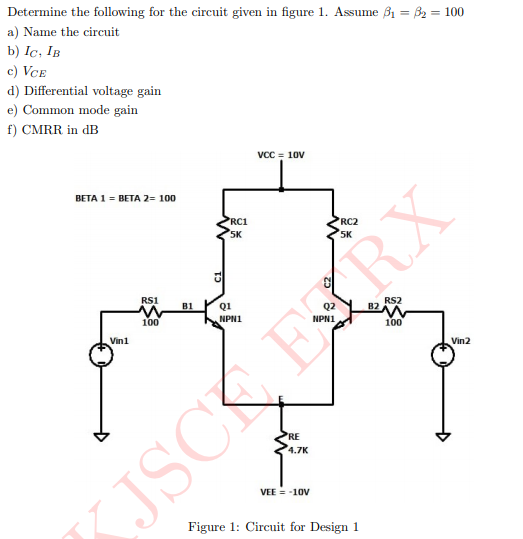 Determine the following for the circuit given in figure 1. Assume β₁ = β₂ = 100
a) Name the circuit
b) I_C, I_B
c) V_CE
d) Differential voltage gain
e) Common mode gain
f) CMRR in dB
VCC = 10V
BETA 1 = BETA 2= 100
RC1
5K
RC2
5K
C1
C2
RS1
100
B1
Q1
NPN1
Q2
NPN1
B2
RS2
100
Vin1
Vin2
E
RE
4.7K
VEE = -10V
KJSCE ETRX
Figure 1: Circuit for Design 1